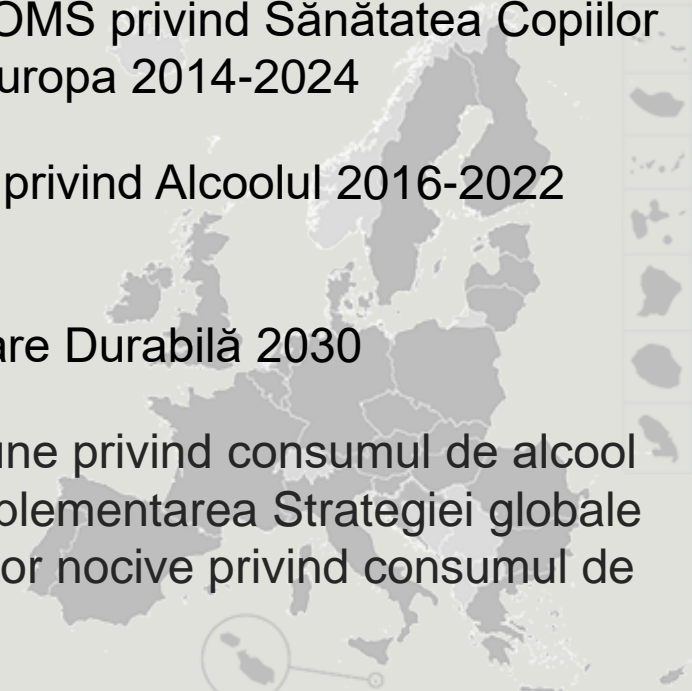 OMS privind Sănătatea Copiilor
uropa 2014-2024
privind Alcoolul 2016-2022
are Durabilă 2030
une privind consumul de alcool
plementarea Strategiei globale
or nocive privind consumul de